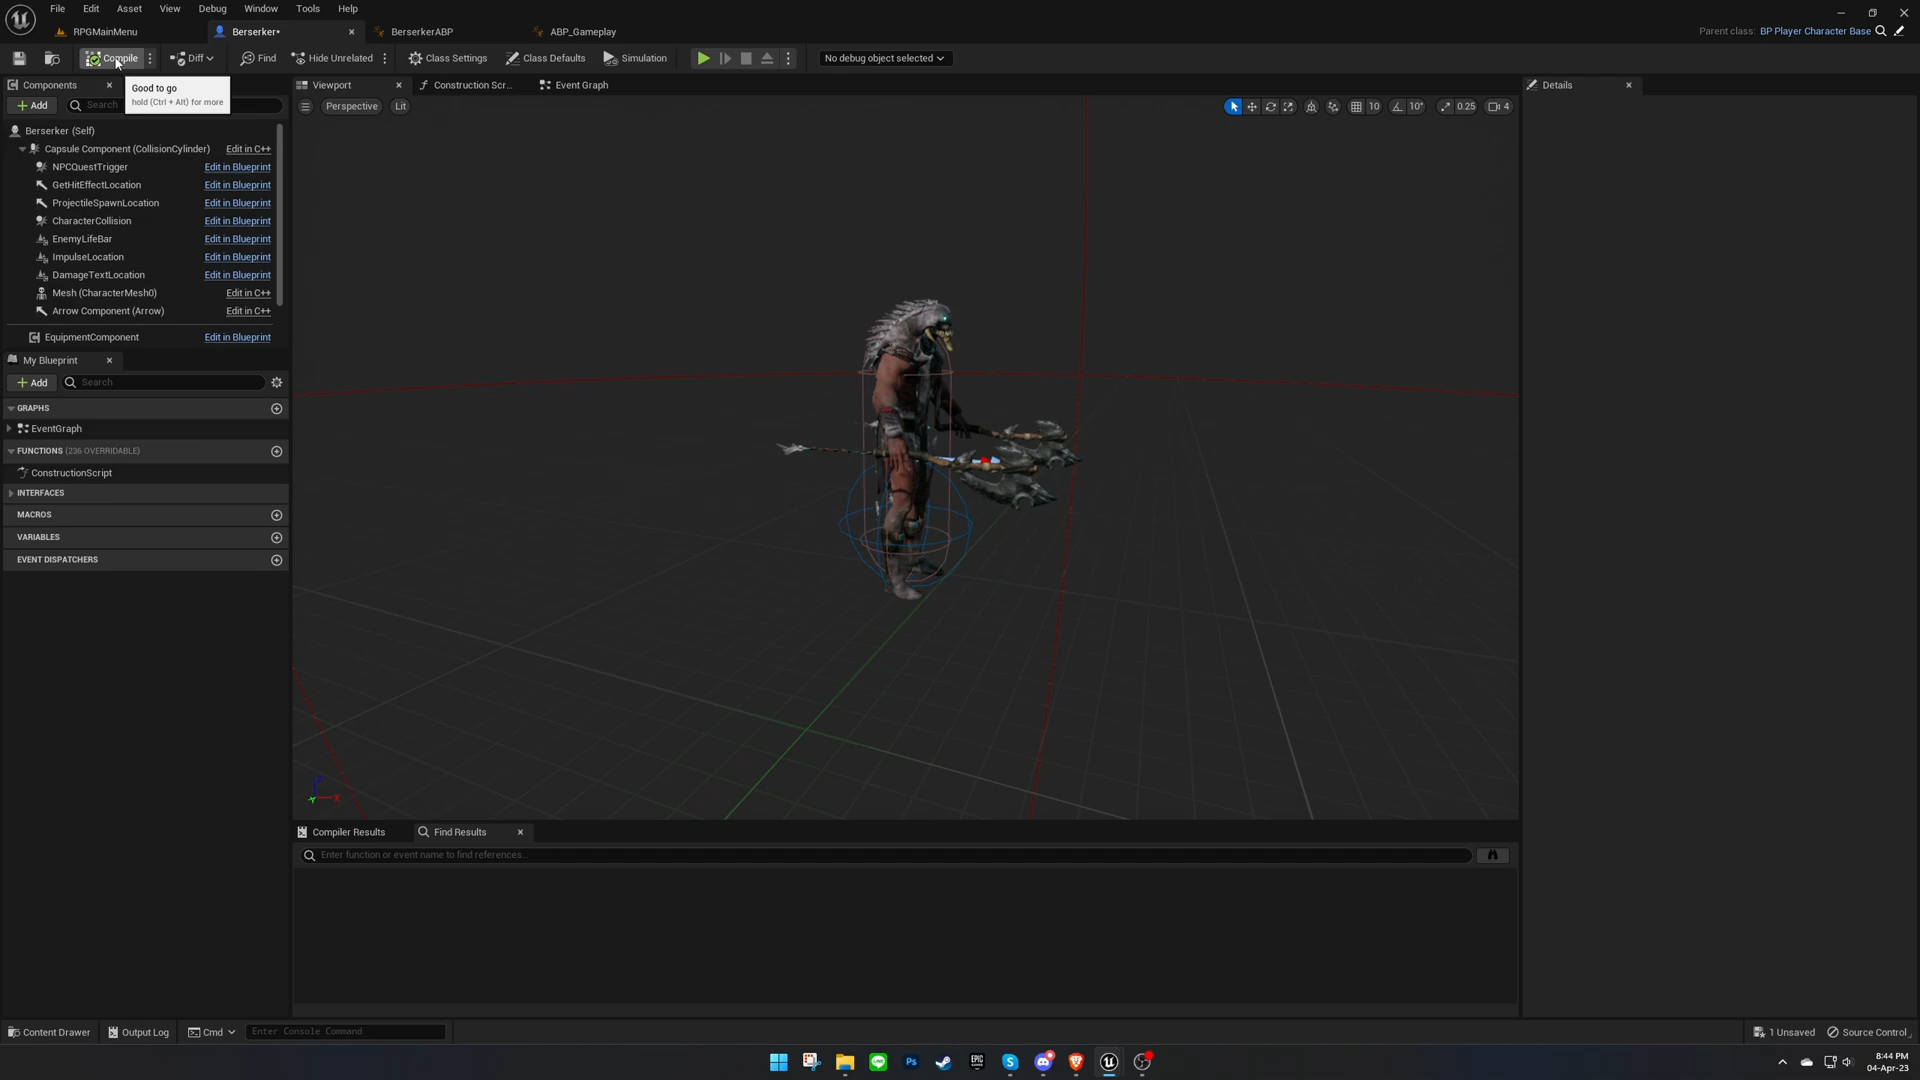 File Edit Asset View Debug Window Tools Help
RPGMainMenu Berserker* BerserkerABP ABP_Gameplay
Parent class: BP Player Character Base
Compile Diff Find Hide Unrelated Class Settings Class Defaults Simulation No debug object selected
Good to go
hold (Ctrl + Alt) for more
Components
Add Search
Berserker (Self)
Capsule Component (CollisionCylinder) Edit in C++
NPCQuestTrigger Edit in Blueprint
GetHitEffectLocation Edit in Blueprint
ProjectileSpawnLocation Edit in Blueprint
CharacterCollision Edit in Blueprint
EnemyLifeBar Edit in Blueprint
ImpulseLocation Edit in Blueprint
DamageTextLocation Edit in Blueprint
Mesh (CharacterMesh0) Edit in C++
Arrow Component (Arrow) Edit in C++
EquipmentComponent Edit in Blueprint
My Blueprint
Add Search
GRAPHS
EventGraph
FUNCTIONS (236 OVERRIDABLE)
ConstructionScript
INTERFACES
MACROS
VARIABLES
EVENT DISPATCHERS
Viewport Construction Scr... Event Graph
Perspective Lit
10 10° 0.25 4
Details
Compiler Results Find Results
Enter function or event name to find references...
Content Drawer Output Log Cmd Enter Console Command
1 Unsaved Source Control
8:44 PM
04-Apr-23